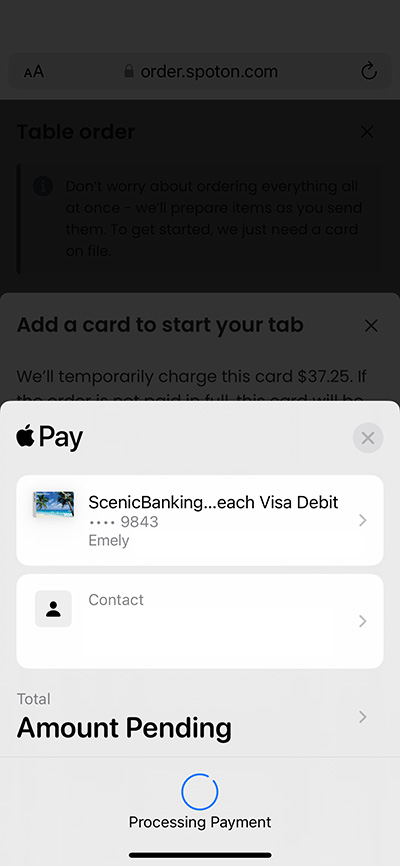 AA order.spoton.com
Table order
Don't worry about ordering everything all
at once - we'll prepare items as you send
them. To get started, we just need a card
on file.
Add a card to start your tab
We'll temporarily charge this card $37.25. If
the order is not paid in full, this card will be
Pay
ScenicBanking...each Visa Debit
•••• 9843
Emely
Contact
Total
Amount Pending
Processing Payment